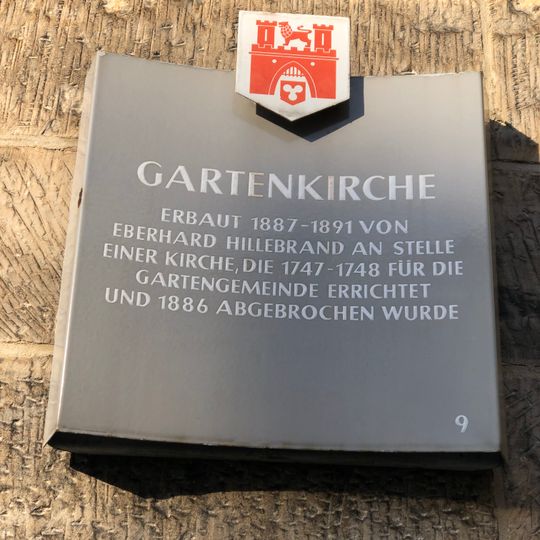 GARTENKIRCHE
ERBAUT 1887-1891 VON
EBERHARD HILLEBRAND AN STELLE
EINER KIRCHE, DIE 1747-1748 FÜR DIE
GARTENGEMEINDE ERRICHTET
UND 1886 ABGEBROCHEN WURDE
9